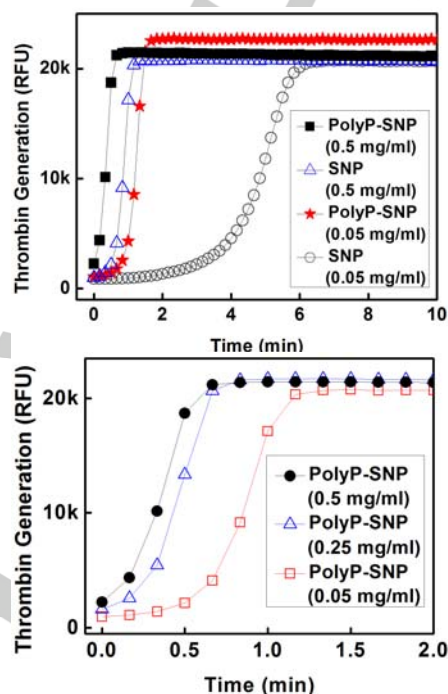 Thrombin Generation (RFU)
20k
10k
0
PolyP-SNP
(0.5 mg/ml)
SNP
(0.5 mg/ml)
PolyP-SNP
(0.05 mg/ml)
SNP
(0.05 mg/ml)
0 2 4 6 8 10
Time (min)
Thrombin Generation (RFU)
20k
10k
0
PolyP-SNP
(0.5 mg/ml)
PolyP-SNP
(0.25 mg/ml)
PolyP-SNP
(0.05 mg/ml)
0.0 0.5 1.0 1.5 2.0
Time (min)